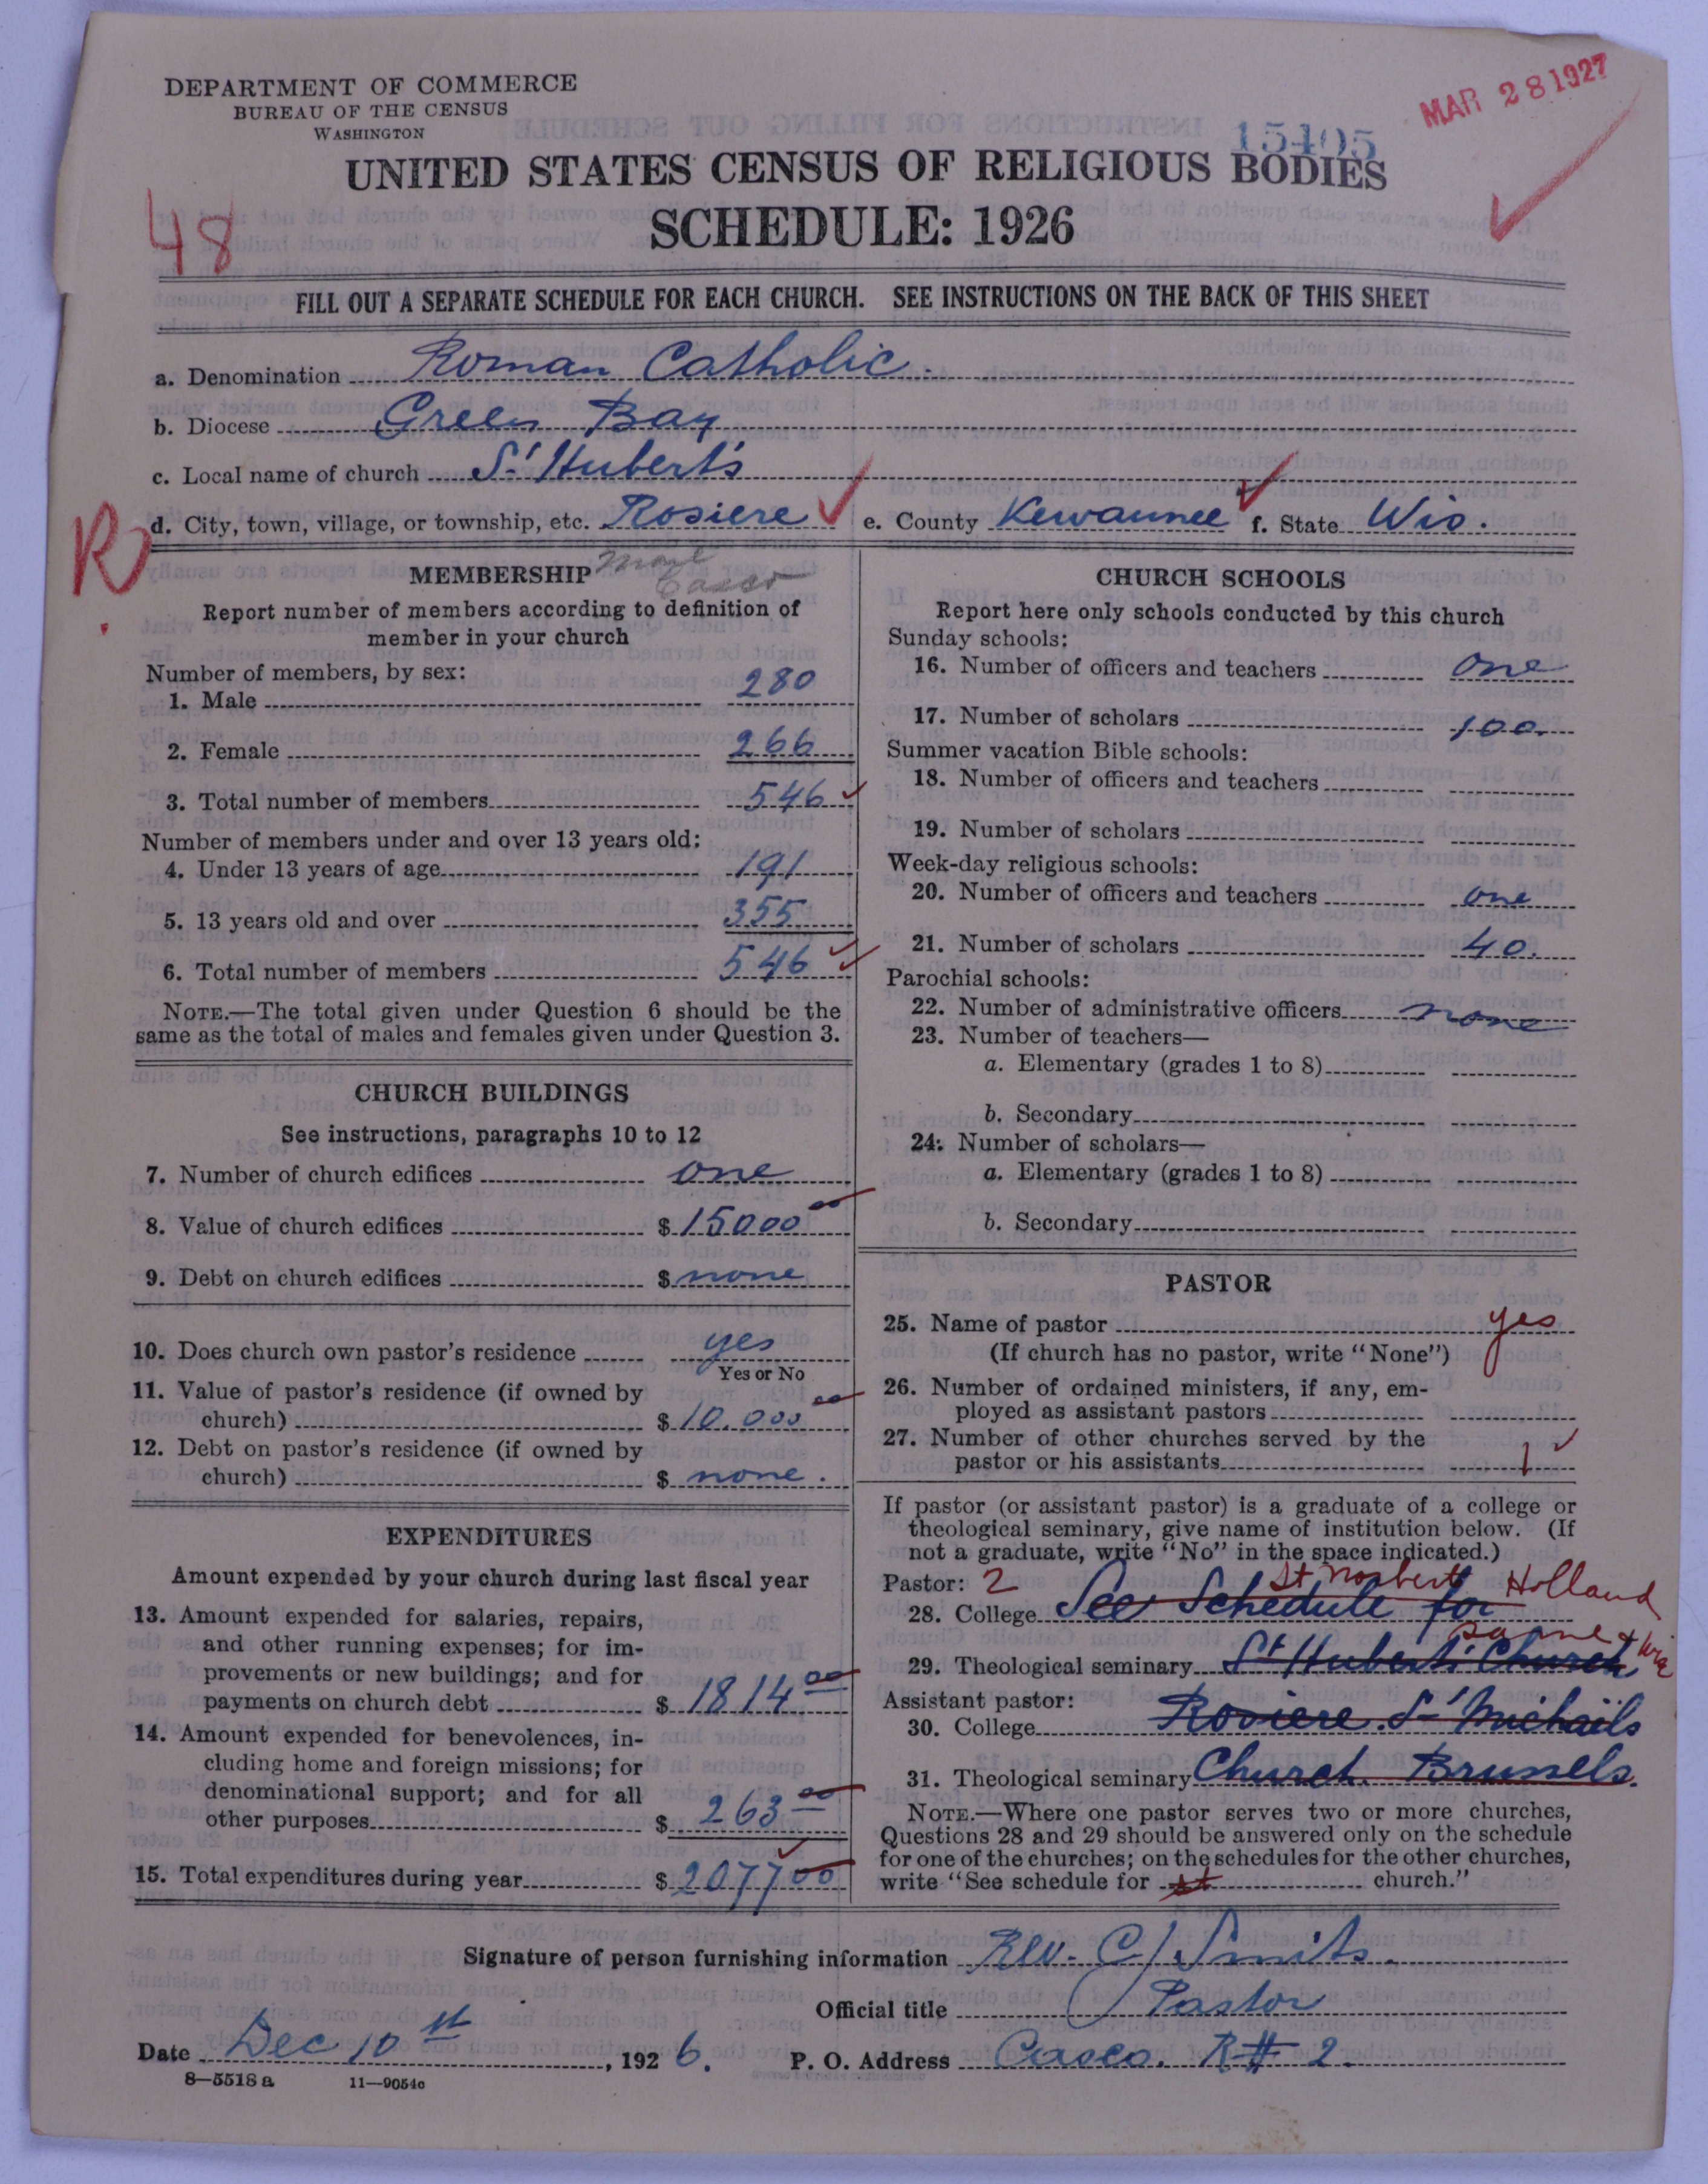 DEPARTMENT OF COMMERCE
BUREAU OF THE CENSUS
WASHINGTON
MAR 28 1927
15405
UNITED STATES CENSUS OF RELIGIOUS BODIES
SCHEDULE: 1926
48
FILL OUT A SEPARATE SCHEDULE FOR EACH CHURCH. SEE INSTRUCTIONS ON THE BACK OF THIS SHEET
a. Denomination Roman Catholic.
b. Diocese Green Bay
c. Local name of church St Hubert's
R
d. City, town, village, or township, etc. Rosiere e. County Kewaunee f. State Wis.
MEMBERSHIP
Casco
Report number of members according to definition of
member in your church
Number of members, by sex:
1. Male 280
2. Female 266
3. Total number of members 546
Number of members under and over 13 years old:
4. Under 13 years of age 191
5. 13 years old and over 355
6. Total number of members 546
NOTE.—The total given under Question 6 should be the
same as the total of males and females given under Question 3.
CHURCH BUILDINGS
See instructions, paragraphs 10 to 12
7. Number of church edifices one
8. Value of church edifices $ 15000 00
9. Debt on church edifices $ none
10. Does church own pastor's residence yes
Yes or No
11. Value of pastor's residence (if owned by
church) $ 10.000 00
12. Debt on pastor's residence (if owned by
church) $ none.
EXPENDITURES
Amount expended by your church during last fiscal year
13. Amount expended for salaries, repairs,
and other running expenses; for im-
provements or new buildings; and for
payments on church debt $ 1814 00
14. Amount expended for benevolences, in-
cluding home and foreign missions; for
denominational support; and for all
other purposes $ 263 00
15. Total expenditures during year $ 2077 00
CHURCH SCHOOLS
Report here only schools conducted by this church
Sunday schools:
16. Number of officers and teachers one
17. Number of scholars 100.
Summer vacation Bible schools:
18. Number of officers and teachers
19. Number of scholars
Week-day religious schools:
20. Number of officers and teachers one
21. Number of scholars 40.
Parochial schools:
22. Number of administrative officers none
23. Number of teachers—
a. Elementary (grades 1 to 8)
b. Secondary
24. Number of scholars—
a. Elementary (grades 1 to 8)
b. Secondary
PASTOR
25. Name of pastor yes
(If church has no pastor, write "None")
26. Number of ordained ministers, if any, em-
ployed as assistant pastors
27. Number of other churches served by the
pastor or his assistants 1
If pastor (or assistant pastor) is a graduate of a college or
theological seminary, give name of institution below. (If
not a graduate, write "No" in the space indicated.)
Pastor: 2 St Norbert Holland
28. College See Schedule for
same + Wis
29. Theological seminary St Hubert's Church,
Assistant pastor:
30. College Rosiere. St Michaels
31. Theological seminary Church. Brussels.
NOTE.—Where one pastor serves two or more churches,
Questions 28 and 29 should be answered only on the schedule
for one of the churches; on the schedules for the other churches,
write "See schedule for St church."
Signature of person furnishing information Rev. C J Smits.
Official title Pastor
Date Dec 10 st, 1926. P. O. Address Casco. R# 2.
8—5518 a 11—9054c